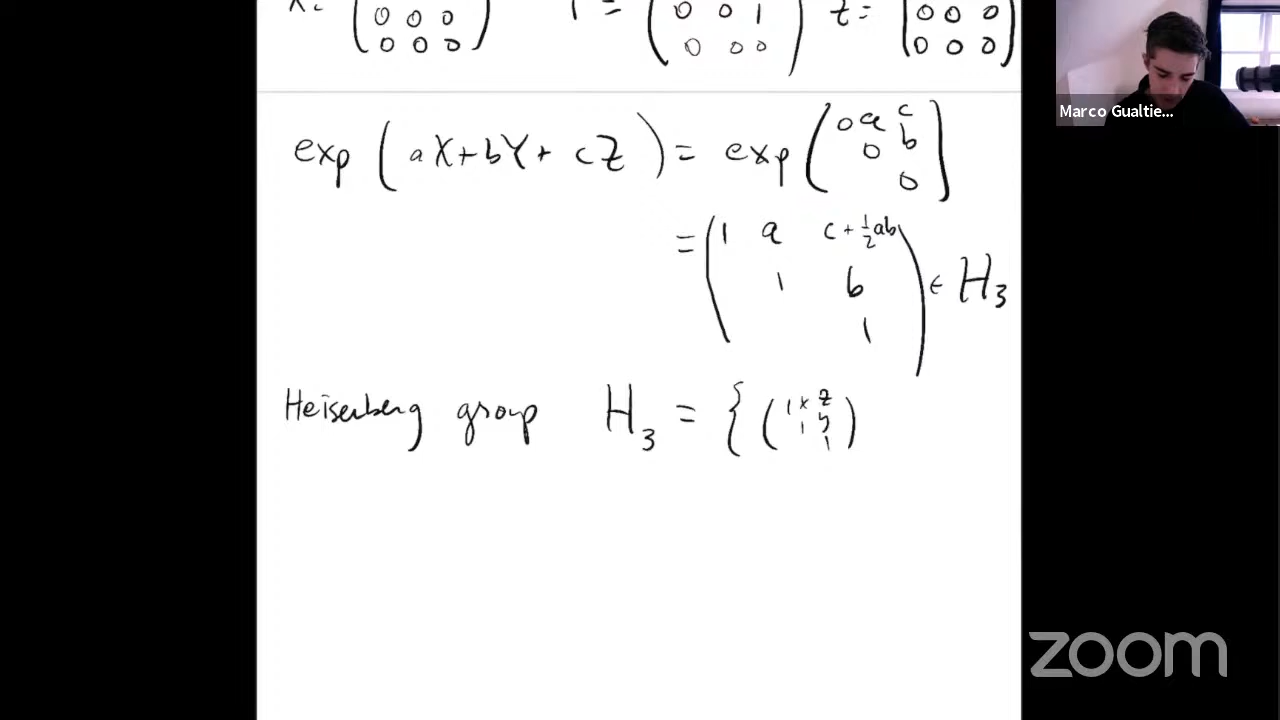 0 0 0 0 0 1 z = 0 0 0
0 0 0 0 0 0 0 0 0
exp ( aX + bY + cZ ) = exp ( 0 a c
0 b
0 )
= ( 1 a c + 1/2 ab
1 b
1 ) ∈ H₃
Heisenberg group H₃ = { ( 1 x z
1 y
1 )
Marco Gualtie...
zoom